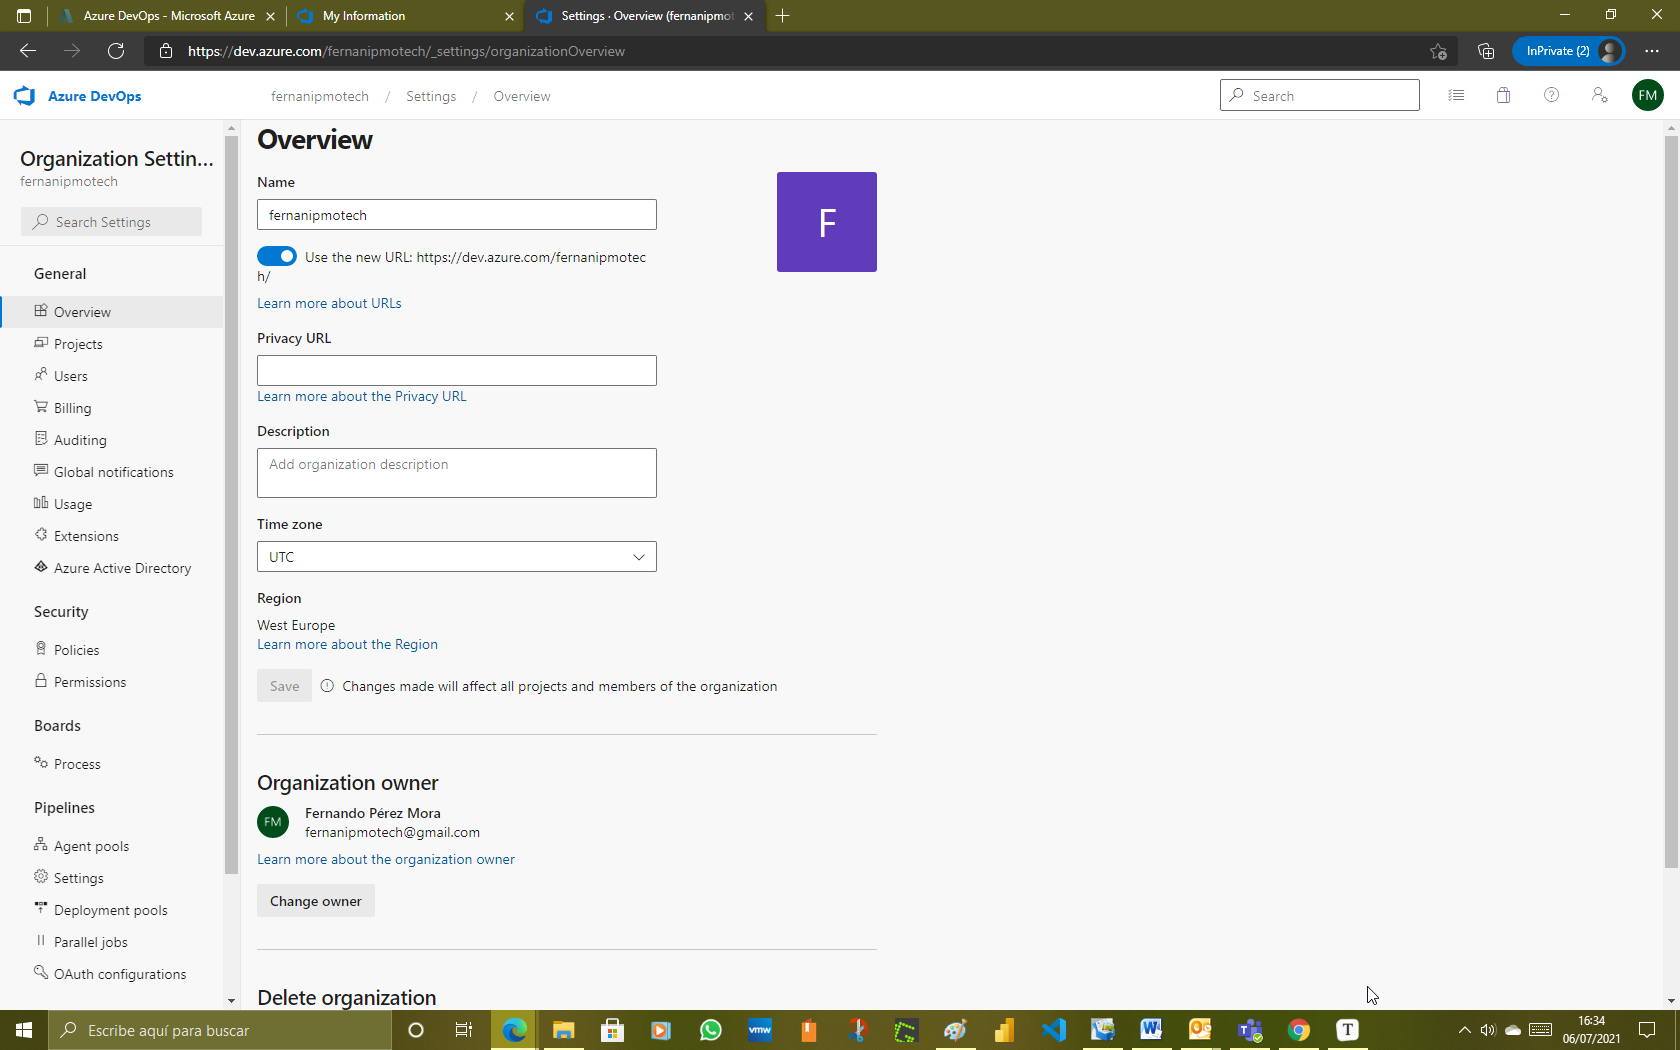 Azure DevOps - Microsoft Azure
My Information
Settings · Overview (fernanipmot
https://dev.azure.com/fernanipmotech/_settings/organizationOverview
InPrivate (2)
Azure DevOps
fernanipmotech / Settings / Overview
Search
FM
Organization Settin...
fernanipmotech
Search Settings
General
Overview
Projects
Users
Billing
Auditing
Global notifications
Usage
Extensions
Azure Active Directory
Security
Policies
Permissions
Boards
Process
Pipelines
Agent pools
Settings
Deployment pools
Parallel jobs
OAuth configurations
Overview
Name
fernanipmotech
F
Use the new URL: https://dev.azure.com/fernanipmotec
h/
Learn more about URLs
Privacy URL
Learn more about the Privacy URL
Description
Add organization description
Time zone
UTC
Region
West Europe
Learn more about the Region
Save
Changes made will affect all projects and members of the organization
Organization owner
FM
Fernando Pérez Mora
fernanipmotech@gmail.com
Learn more about the organization owner
Change owner
Delete organization
Escribe aquí para buscar
vmw
W
T
16:34
06/07/2021